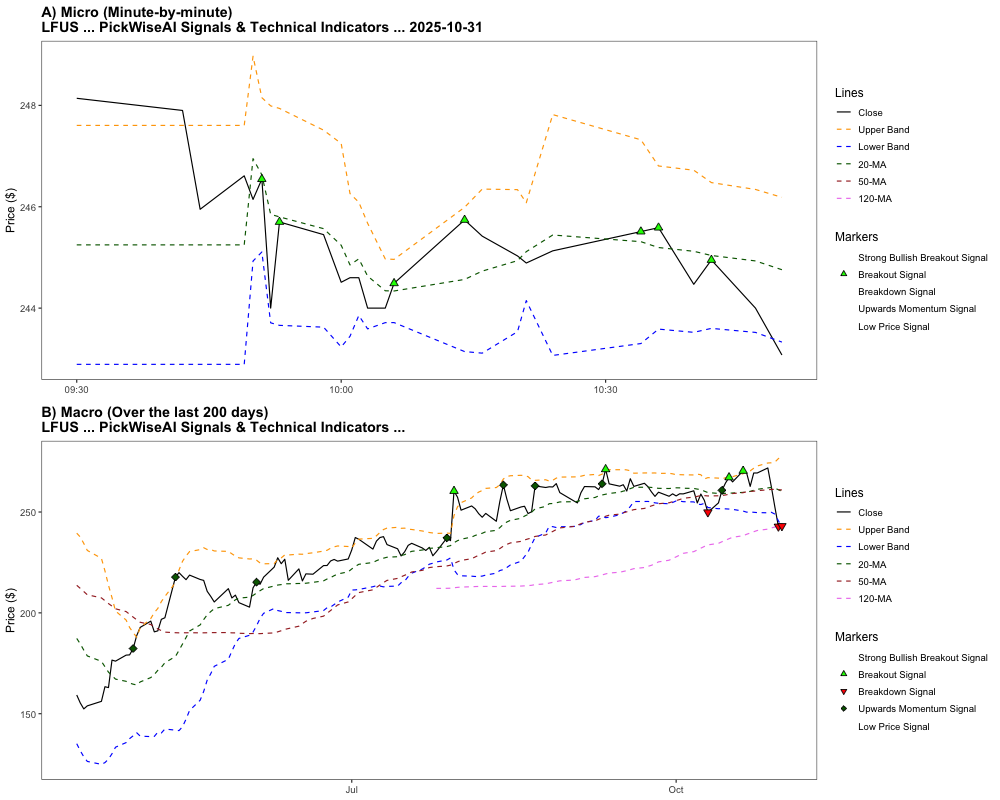 A) Micro (Minute-by-minute)
LFUS ... PickWiseAI Signals & Technical Indicators ... 2025-10-31
Price ($)
248
246
244
09:30
10:00
10:30
Lines
Close
Upper Band
Lower Band
20-MA
50-MA
120-MA
Markers
Strong Bullish Breakout Signal
Breakout Signal
Breakdown Signal
Upwards Momentum Signal
Low Price Signal
B) Macro (Over the last 200 days)
LFUS ... PickWiseAI Signals & Technical Indicators ...
Price ($)
250
200
150
Jul
Oct
Lines
Close
Upper Band
Lower Band
20-MA
50-MA
120-MA
Markers
Strong Bullish Breakout Signal
Breakout Signal
Breakdown Signal
Upwards Momentum Signal
Low Price Signal